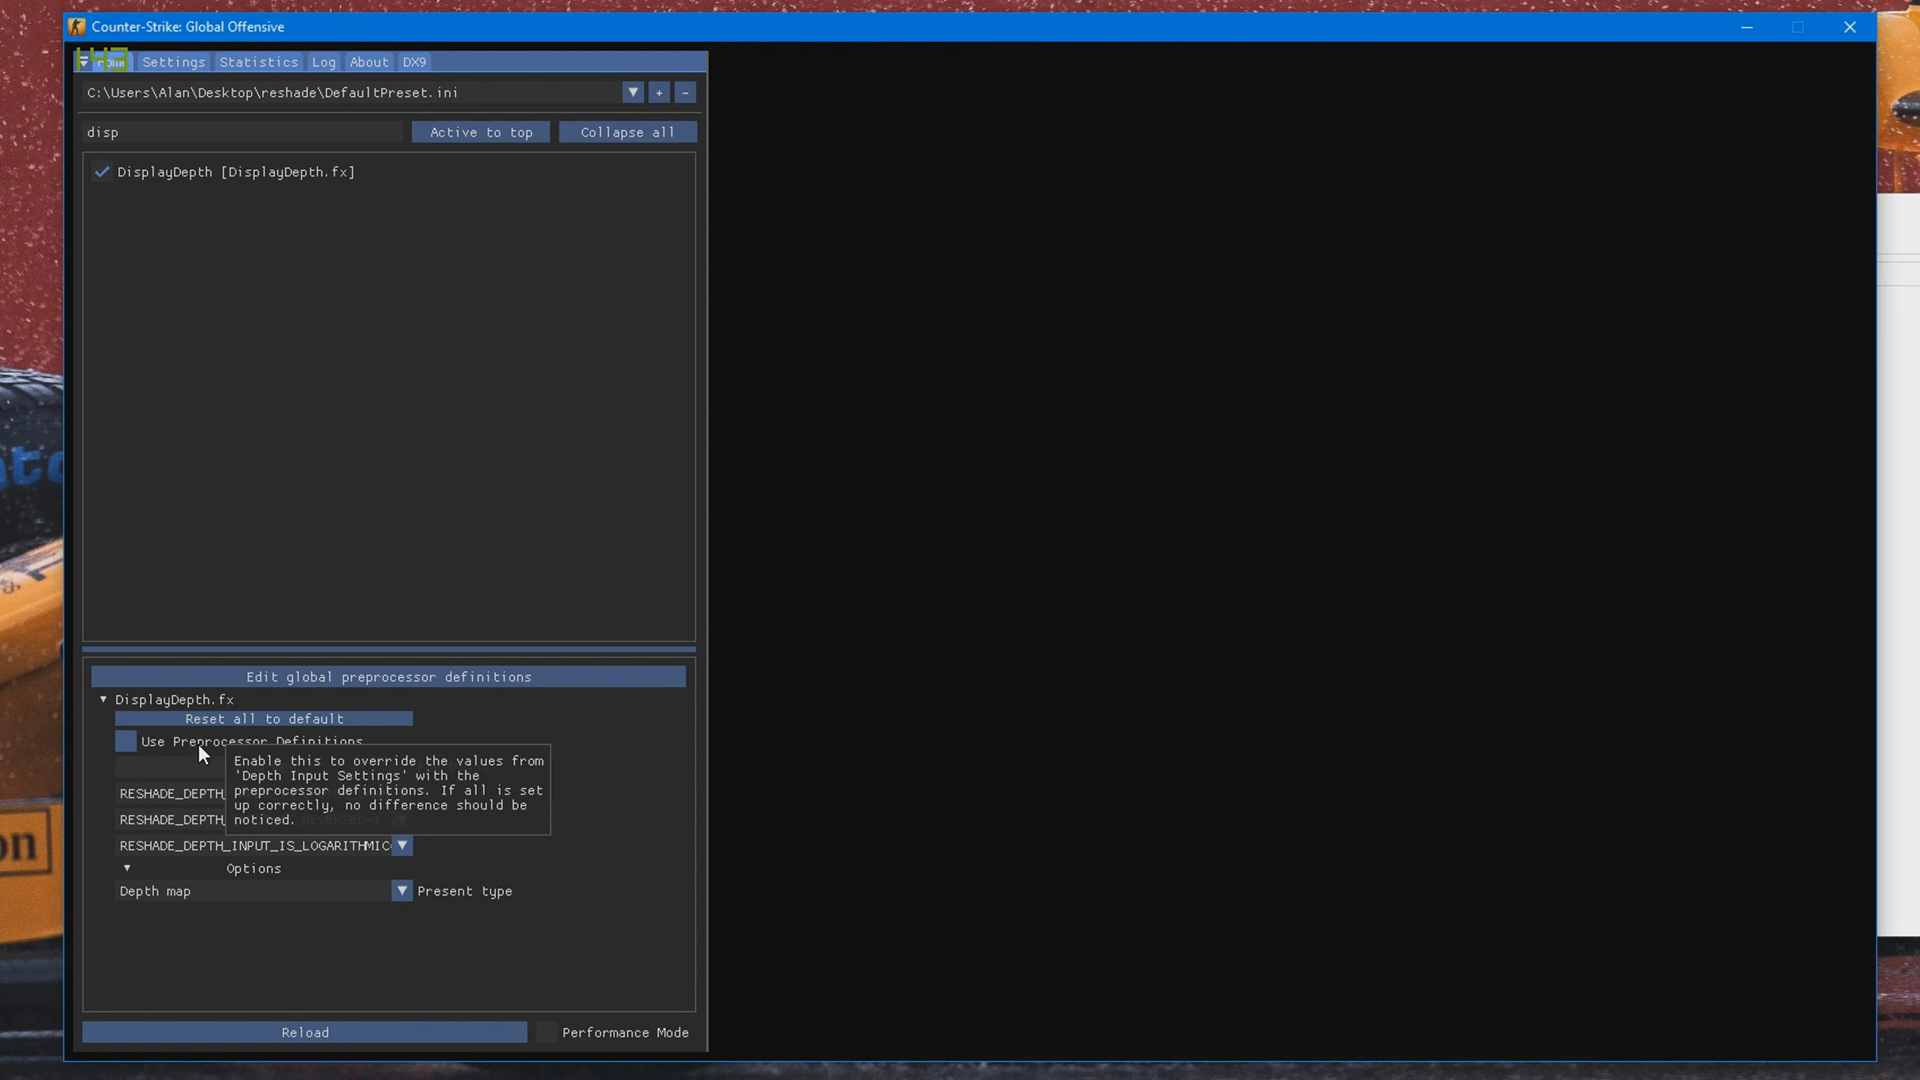 Counter-Strike: Global Offensive
143
Home Settings Statistics Log About DX9
C:\Users\Alan\Desktop\reshade\DefaultPreset.ini
+ -
disp
Active to top
Collapse all
DisplayDepth [DisplayDepth.fx]
Edit global preprocessor definitions
DisplayDepth.fx
Reset all to default
Use Preprocessor Definitions
Enable this to override the values from
'Depth Input Settings' with the
preprocessor definitions. If all is set
up correctly, no difference should be
noticed.
RESHADE_DEPTH_
RESHADE_DEPTH_
RESHADE_DEPTH_INPUT_IS_LOGARITHMIC
Options
Depth map
Present type
Reload
Performance Mode
on